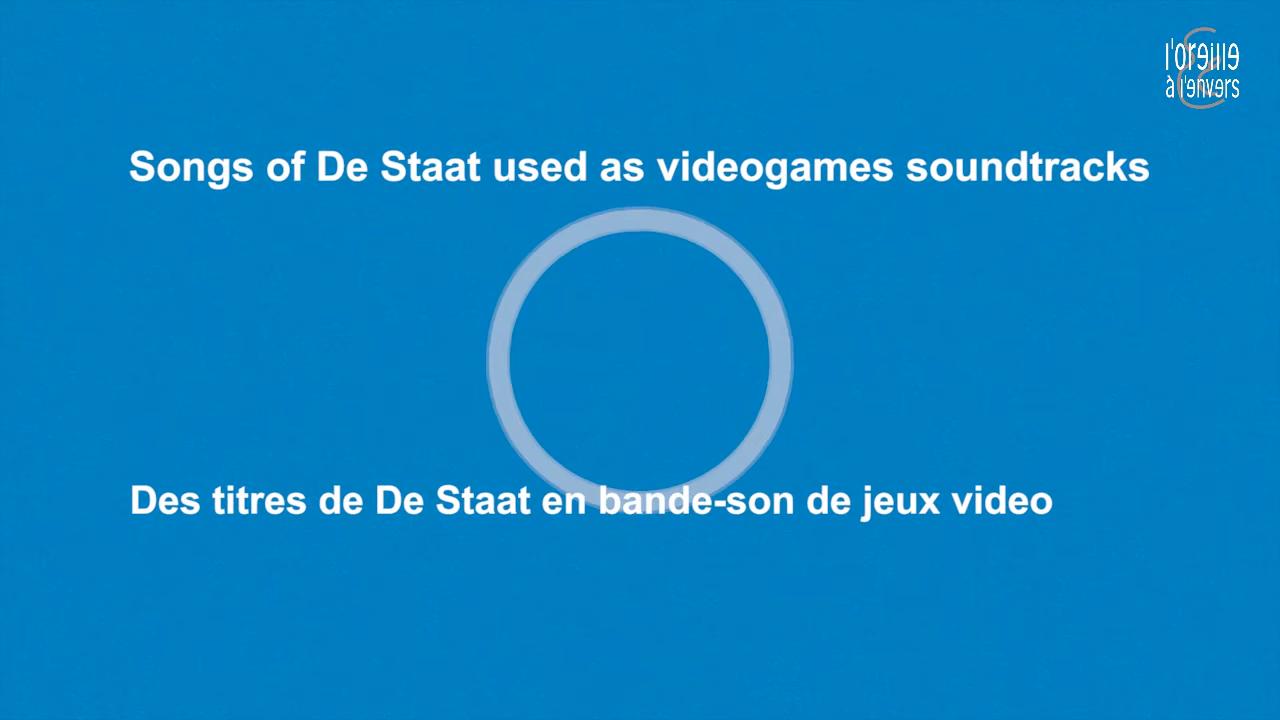 l'oreille
à l'envers
Songs of De Staat used as videogames soundtracks
Des titres de De Staat en bande-son de jeux video